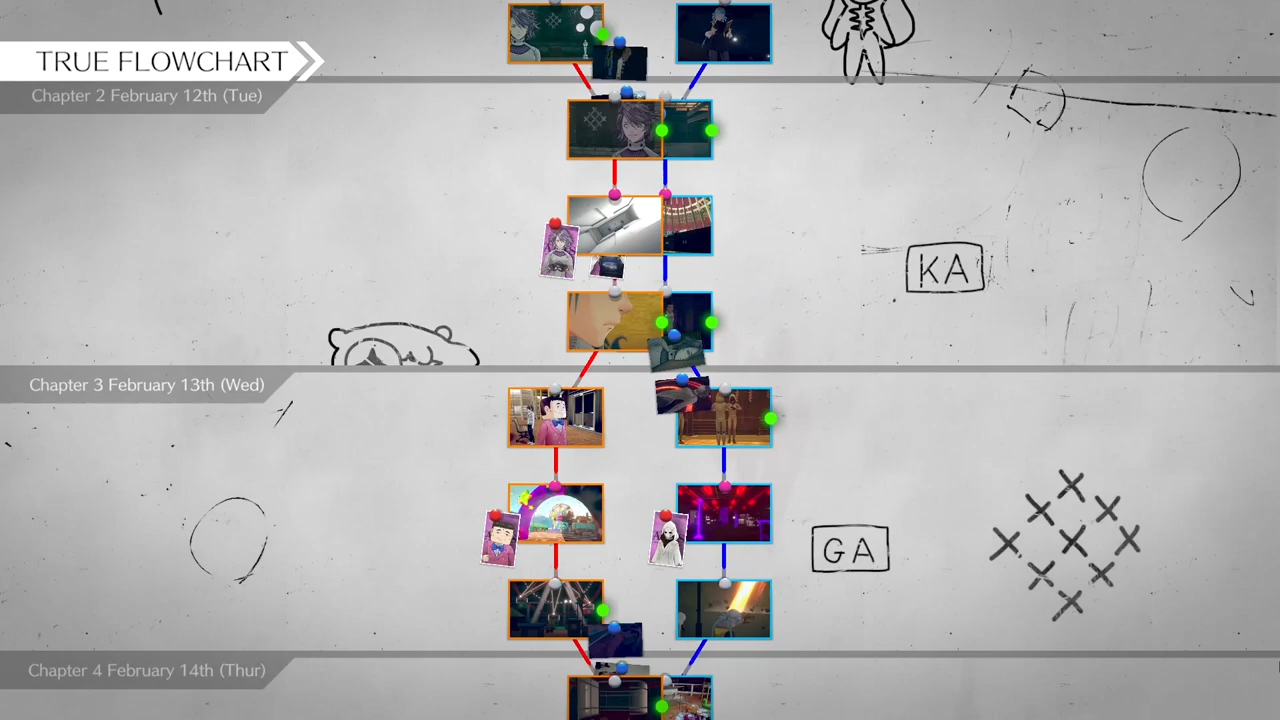 TRUE FLOWCHART
Chapter 2 February 12th (Tue)
KA
Chapter 3 February 13th (Wed)
GA
Chapter 4 February 14th (Thur)